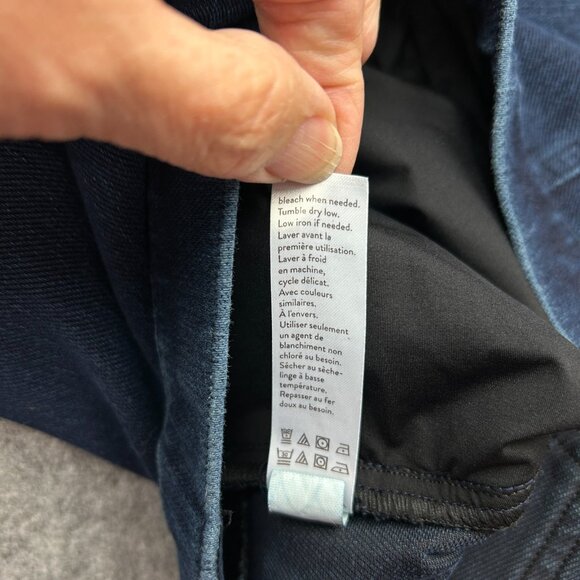 bleach when needed.
Tumble dry low.
Low iron if needed.
Laver avant la
première utilisation.
Laver à froid
en machine,
cycle délicat.
Avec couleurs
similaires.
À l'envers.
Utiliser seulement
un agent de
blanchiment non
chloré au besoin.
Sécher au sèche-
linge à basse
température.
Repasser au fer
doux au besoin.
30